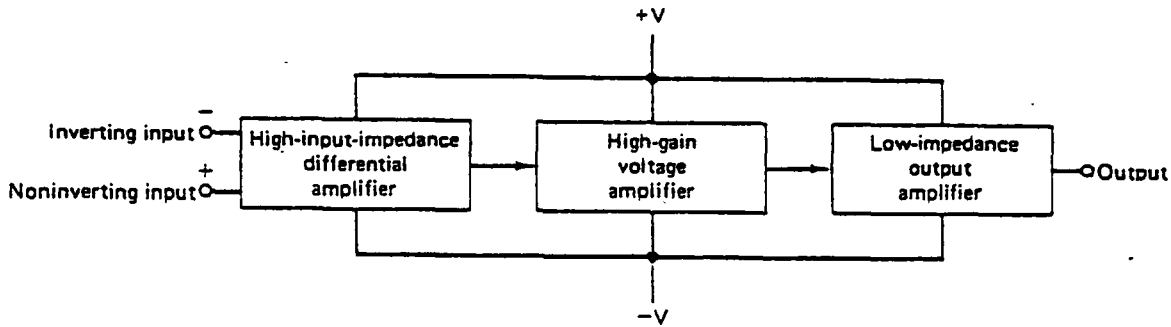 +V
−
Inverting input
+
Noninverting input
High-input-impedance
differential
amplifier
High-gain
voltage
amplifier
Low-impedance
output
amplifier
Output
−V